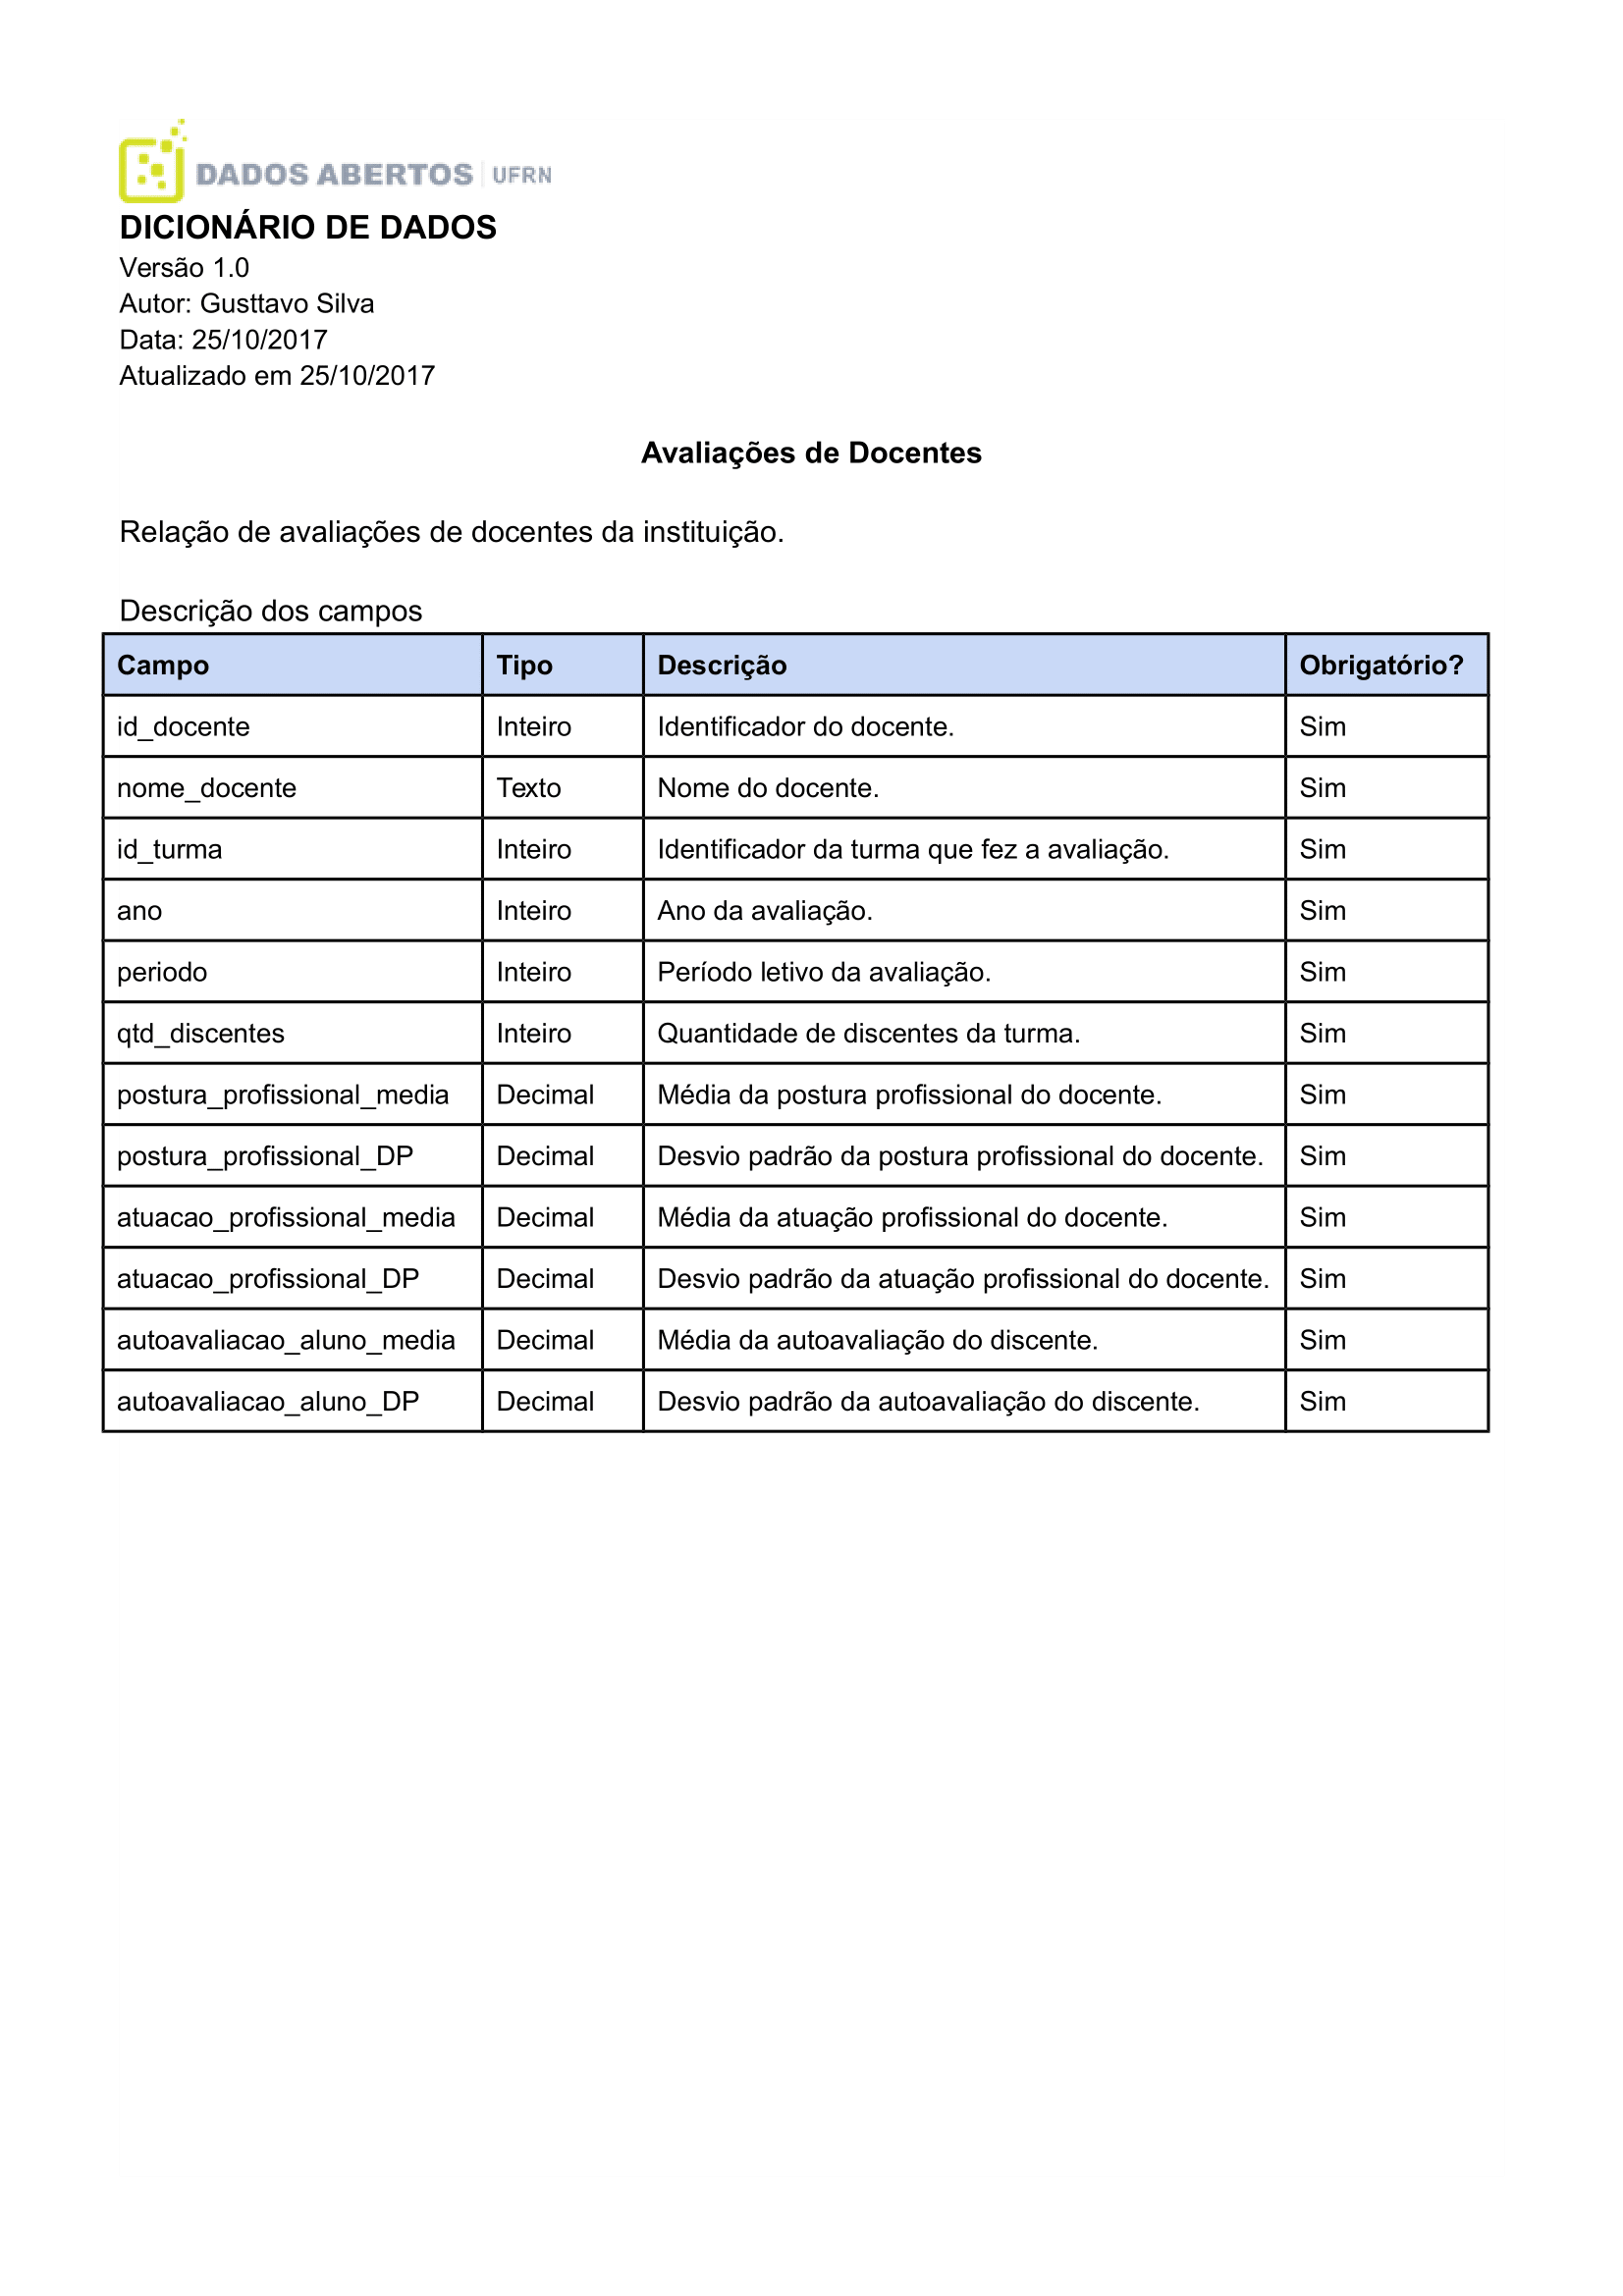 DADOS ABERTOS UFRN
DICIONÁRIO DE DADOS
Versão 1.0
Autor: Gusttavo Silva
Data: 25/10/2017
Atualizado em 25/10/2017
Avaliações de Docentes
Relação de avaliações de docentes da instituição.
Descrição dos campos
Campo Tipo Descrição Obrigatório?
id_docente Inteiro Identificador do docente. Sim
nome_docente Texto Nome do docente. Sim
id_turma Inteiro Identificador da turma que fez a avaliação. Sim
ano Inteiro Ano da avaliação. Sim
periodo Inteiro Período letivo da avaliação. Sim
qtd_discentes Inteiro Quantidade de discentes da turma. Sim
postura_profissional_media Decimal Média da postura profissional do docente. Sim
postura_profissional_DP Decimal Desvio padrão da postura profissional do docente. Sim
atuacao_profissional_media Decimal Média da atuação profissional do docente. Sim
atuacao_profissional_DP Decimal Desvio padrão da atuação profissional do docente. Sim
autoavaliacao_aluno_media Decimal Média da autoavaliação do discente. Sim
autoavaliacao_aluno_DP Decimal Desvio padrão da autoavaliação do discente. Sim